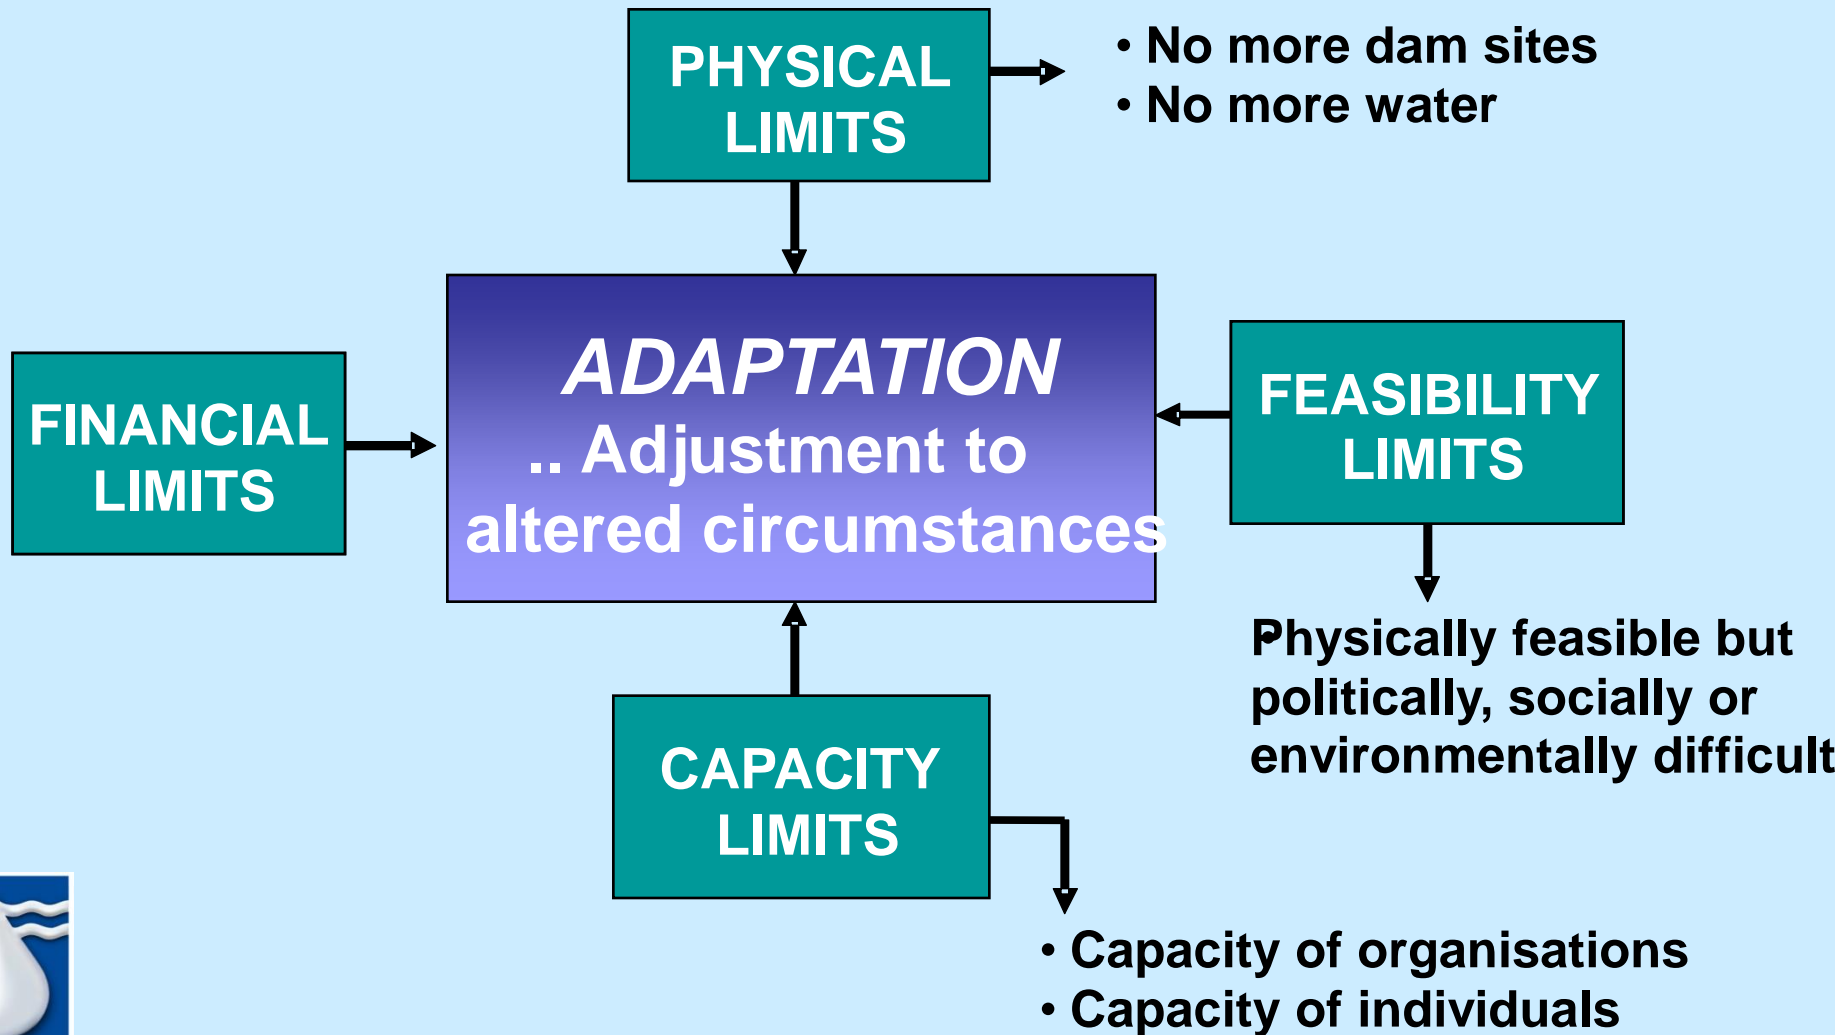 PHYSICAL
LIMITS
• No more dam sites
• No more water
ADAPTATION
.. Adjustment to
altered circumstances
FINANCIAL
LIMITS
FEASIBILITY
LIMITS
• Physically feasible but
politically, socially or
environmentally difficult
CAPACITY
LIMITS
• Capacity of organisations
• Capacity of individuals